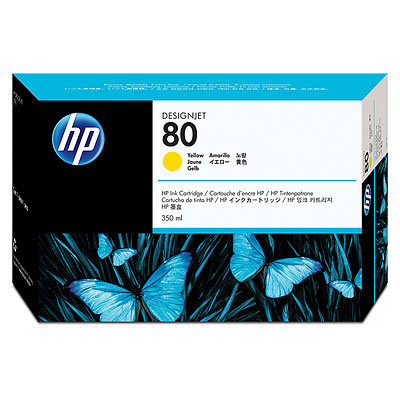 hp
DESIGNJET
80
Yellow Amarillo 노랑
Jaune イエロー 黄色
Gelb
HP Ink Cartridge / Cartouche d'encre HP / HP Tintenpatrone
Cartucho de tinta HP / HP インクカートリッジ / HP 잉크 카트리지
HP 墨盒
350 ml
hp
80